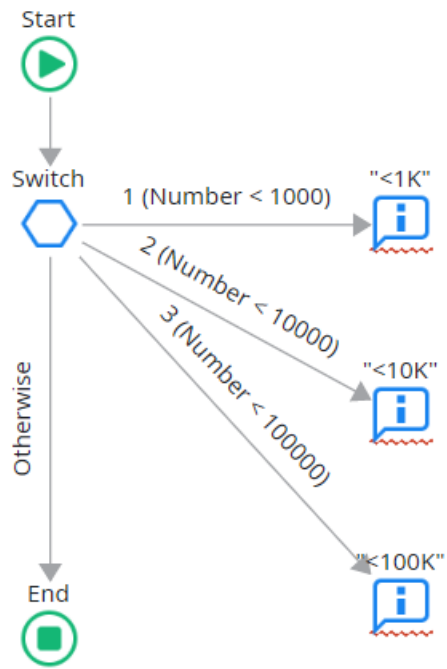 Start
Switch
1 (Number < 1000)
"<1K"
2 (Number < 10000)
"<10K"
3 (Number < 100000)
"<100K"
Otherwise
End